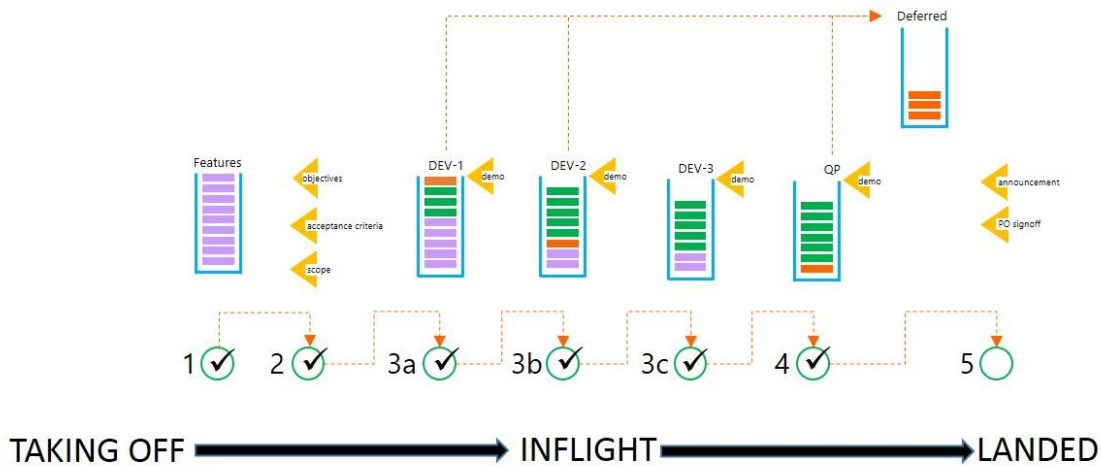 Deferred
Features
DEV-1
DEV-2
DEV-3
QP
objectives
demo
demo
demo
demo
announcement
acceptance criteria
PO signoff
scope
1
2
3a
3b
3c
4
5
TAKING OFF
INFLIGHT
LANDED